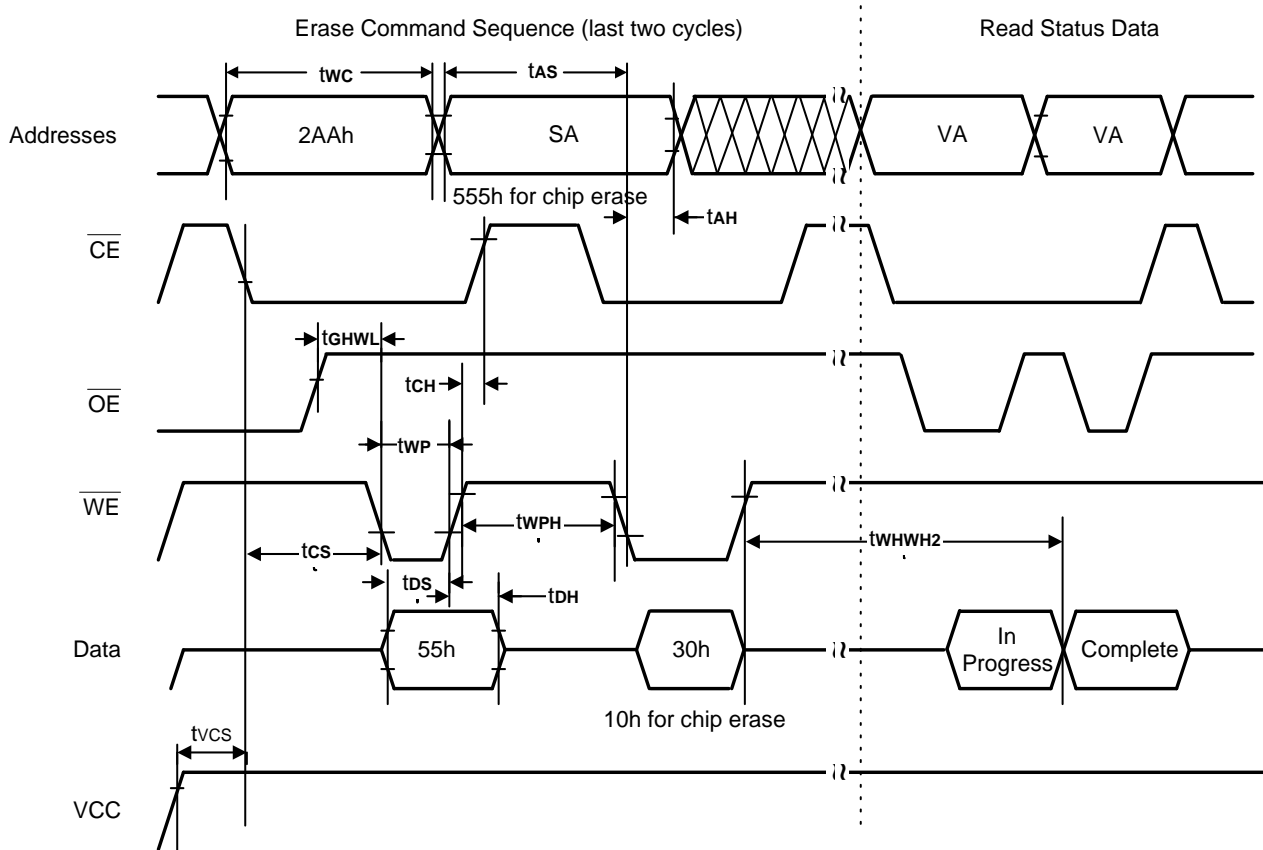 Erase Command Sequence (last two cycles)
Read Status Data
tWC
tAS
Addresses
2AAh
SA
VA
VA
555h for chip erase
tAH
CE
tGHWL
OE
tCH
tWP
WE
tWPH
tCS
tWHWH2
tDS
tDH
Data
55h
30h
In
Progress
Complete
10h for chip erase
tVCS
VCC